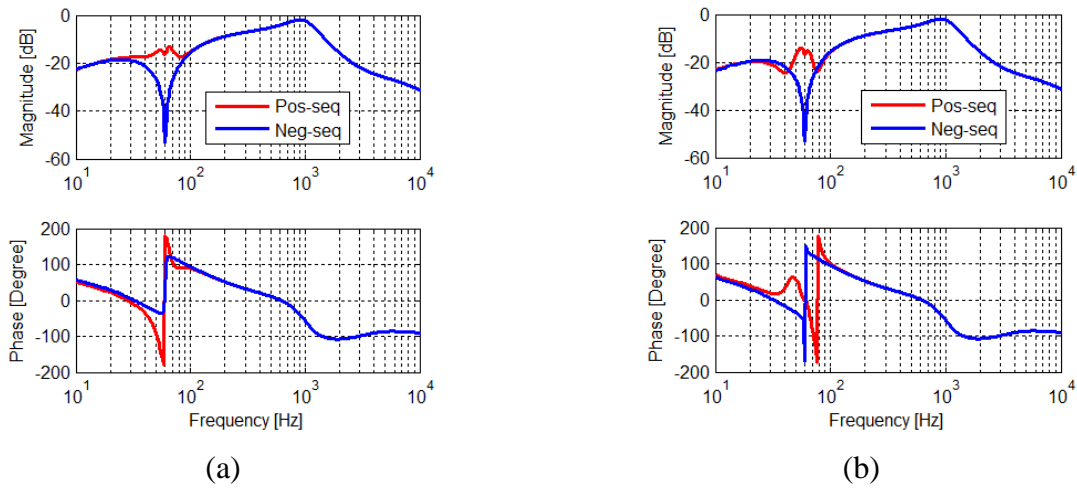 0
-20
-40
-60
Magnitude [dB]
Pos-seq
Neg-seq
10^1
10^2
10^3
10^4
200
100
0
-100
-200
Phase [Degree]
10^1
10^2
10^3
10^4
Frequency [Hz]
(a)
0
-20
-40
-60
Magnitude [dB]
Pos-seq
Neg-seq
10^1
10^2
10^3
10^4
200
100
0
-100
-200
Phase [Degree]
10^1
10^2
10^3
10^4
Frequency [Hz]
(b)